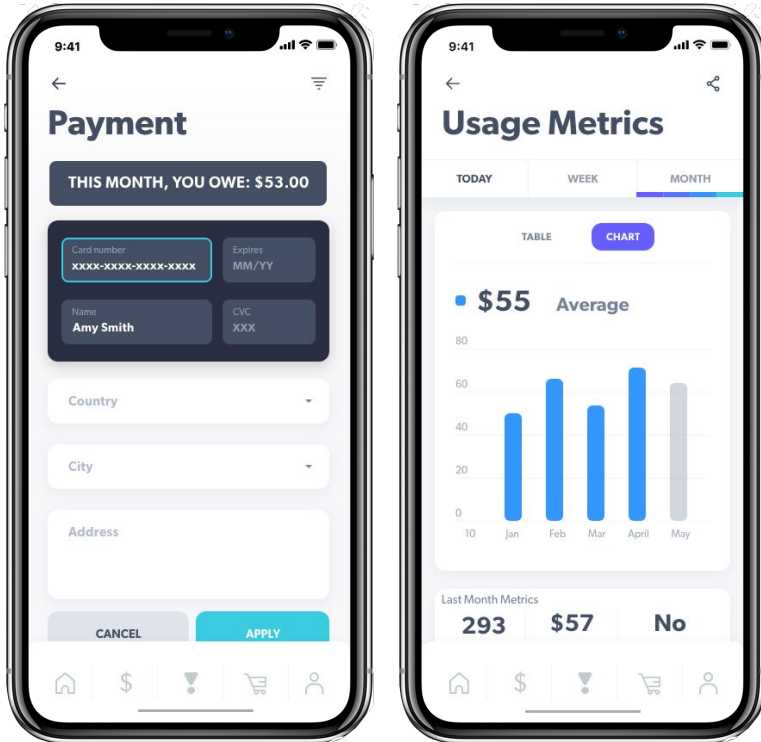 9:41
Payment
THIS MONTH, YOU OWE: $53.00
Card number
xxxx-xxxx-xxxx-xxxx
Expires
MM/YY
Name
Amy Smith
CVC
XXX
Country
City
Address
CANCEL APPLY
$
9:41
Usage Metrics
TODAY WEEK MONTH
TABLE CHART
$55 Average
80
60
40
20
0
10 Jan Feb Mar April May
Last Month Metrics
293 $57 No
$